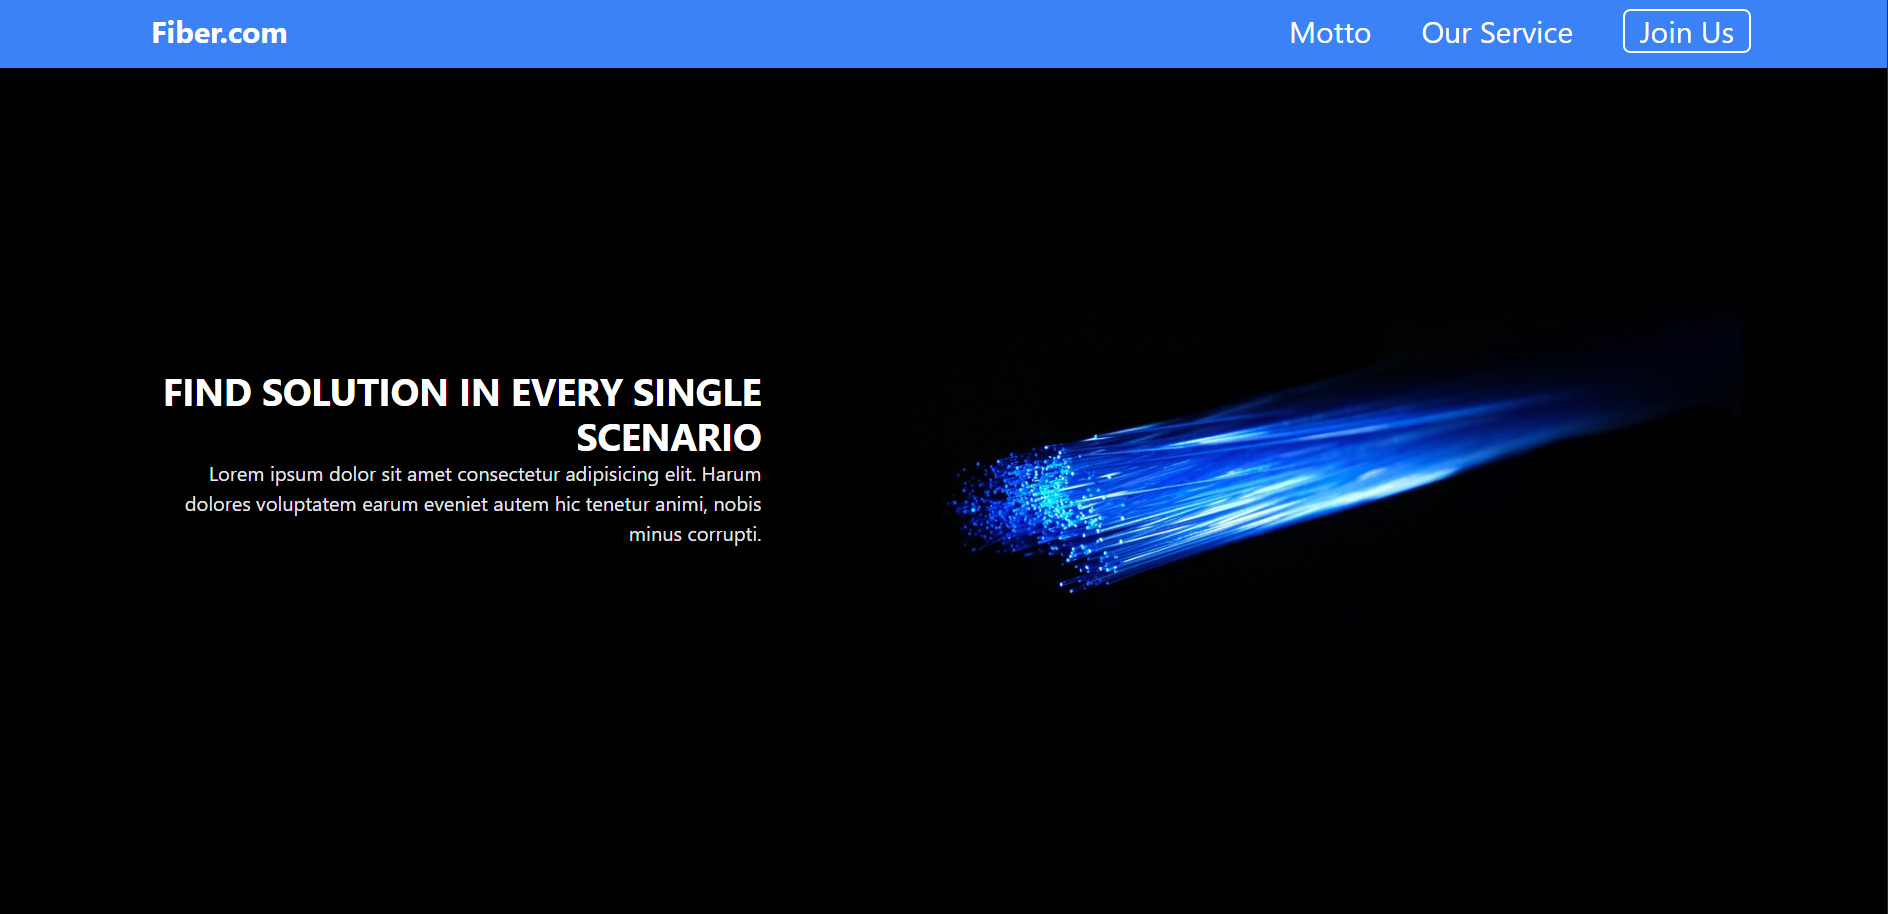 Fiber.com
Motto
Our Service
Join Us
FIND SOLUTION IN EVERY SINGLE
SCENARIO
Lorem ipsum dolor sit amet consectetur adipisicing elit. Harum
dolores voluptatem earum eveniet autem hic tenetur animi, nobis
minus corrupti.